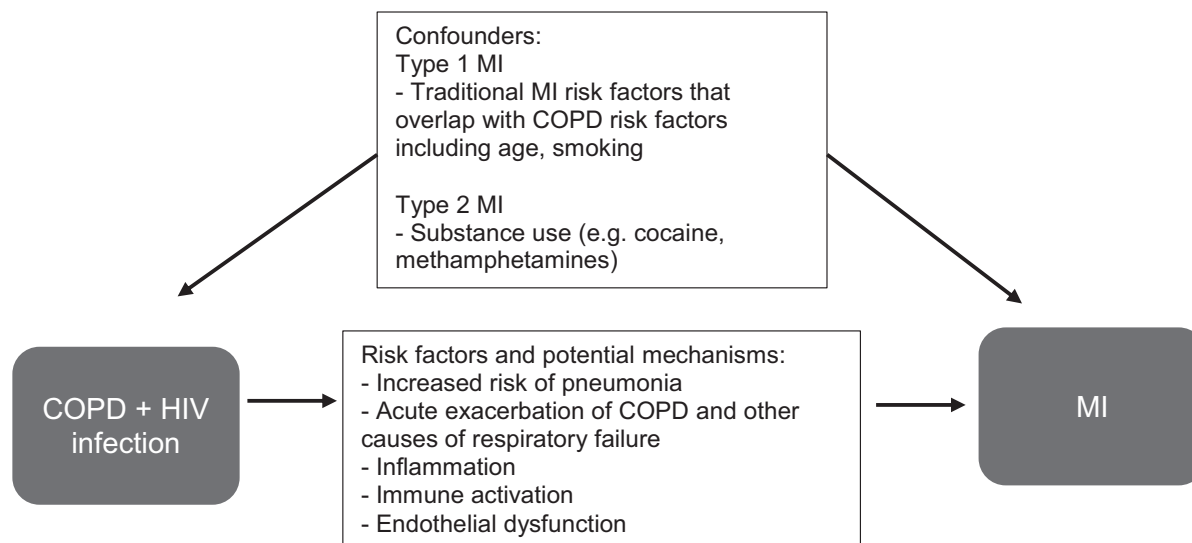 Confounders:
Type 1 MI
- Traditional MI risk factors that
overlap with COPD risk factors
including age, smoking
Type 2 MI
- Substance use (e.g. cocaine,
methamphetamines)
COPD + HIV
infection
Risk factors and potential mechanisms:
- Increased risk of pneumonia
- Acute exacerbation of COPD and other
causes of respiratory failure
- Inflammation
- Immune activation
- Endothelial dysfunction
MI